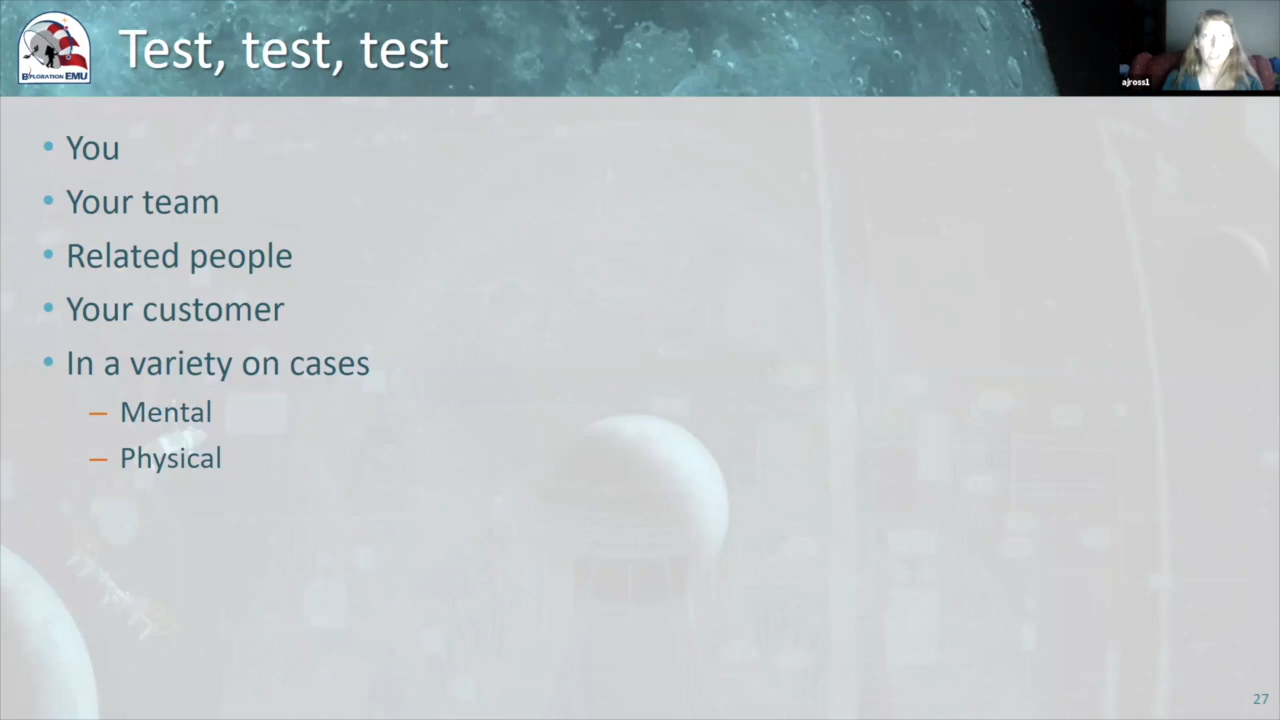 Test, test, test
EXPLORATION EMU
ajross1
You
Your team
Related people
Your customer
In a variety on cases
Mental
Physical
27